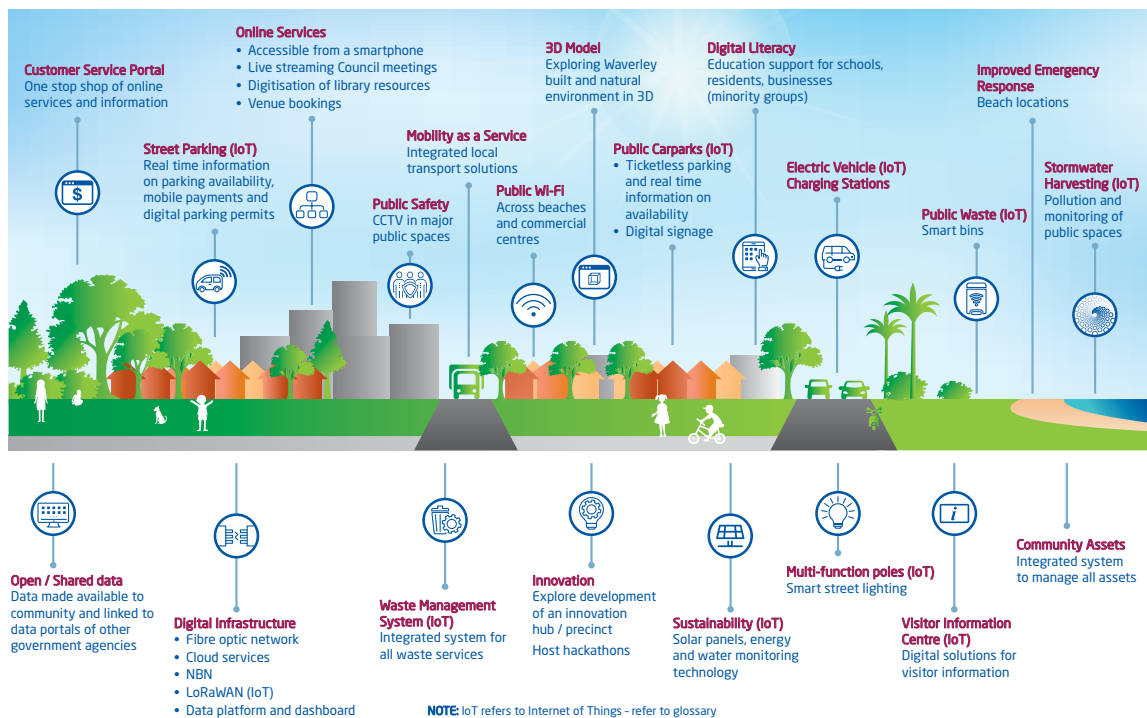 Customer Service Portal
One stop shop of online
services and information
Street Parking (IoT)
Real time information
on parking availability,
mobile payments and
digital parking permits
Online Services
• Accessible from a smartphone
• Live streaming Council meetings
• Digitisation of library resources
• Venue bookings
Public Safety
CCTV in major
public spaces
Mobility as a Service
Integrated local
transport solutions
Public Wi-Fi
Across beaches
and commercial
centres
3D Model
Exploring Waverley
built and natural
environment in 3D
Public Carparks (IoT)
• Ticketless parking
and real time
information on
availability
• Digital signage
Digital Literacy
Education support for schools,
residents, businesses
(minority groups)
Electric Vehicle (IoT)
Charging Stations
Public Waste (IoT)
Smart bins
Improved Emergency
Response
Beach locations
Stormwater
Harvesting (IoT)
Pollution and
monitoring of
public spaces
$
i
Open / Shared data
Data made available to
community and linked to
data portals of other
government agencies
Digital Infrastructure
• Fibre optic network
• Cloud services
• NBN
• LoRaWAN (IoT)
• Data platform and dashboard
Waste Management
System (IoT)
Integrated system for
all waste services
Innovation
Explore development
of an innovation
hub / precinct
Host hackathons
Sustainability (IoT)
Solar panels, energy
and water monitoring
technology
Multi-function poles (IoT)
Smart street lighting
Visitor Information
Centre (IoT)
Digital solutions for
visitor information
Community Assets
Integrated system
to manage all assets
NOTE: IoT refers to Internet of Things – refer to glossary